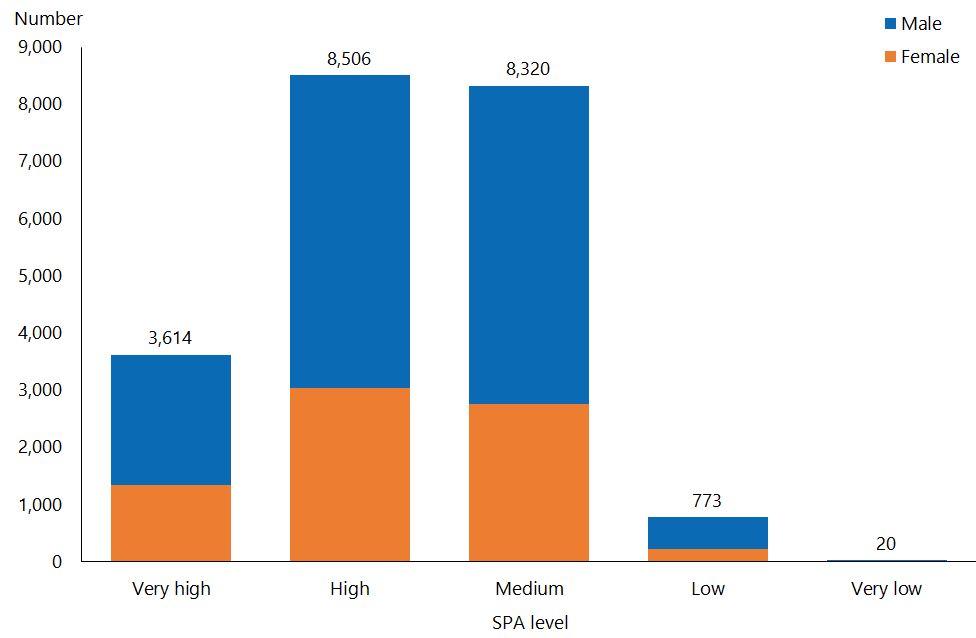 Number
Male
Female
9,000
8,000
7,000
6,000
5,000
4,000
3,000
2,000
1,000
0
3,614
8,506
8,320
773
20
Very high
High
Medium
Low
Very low
SPA level